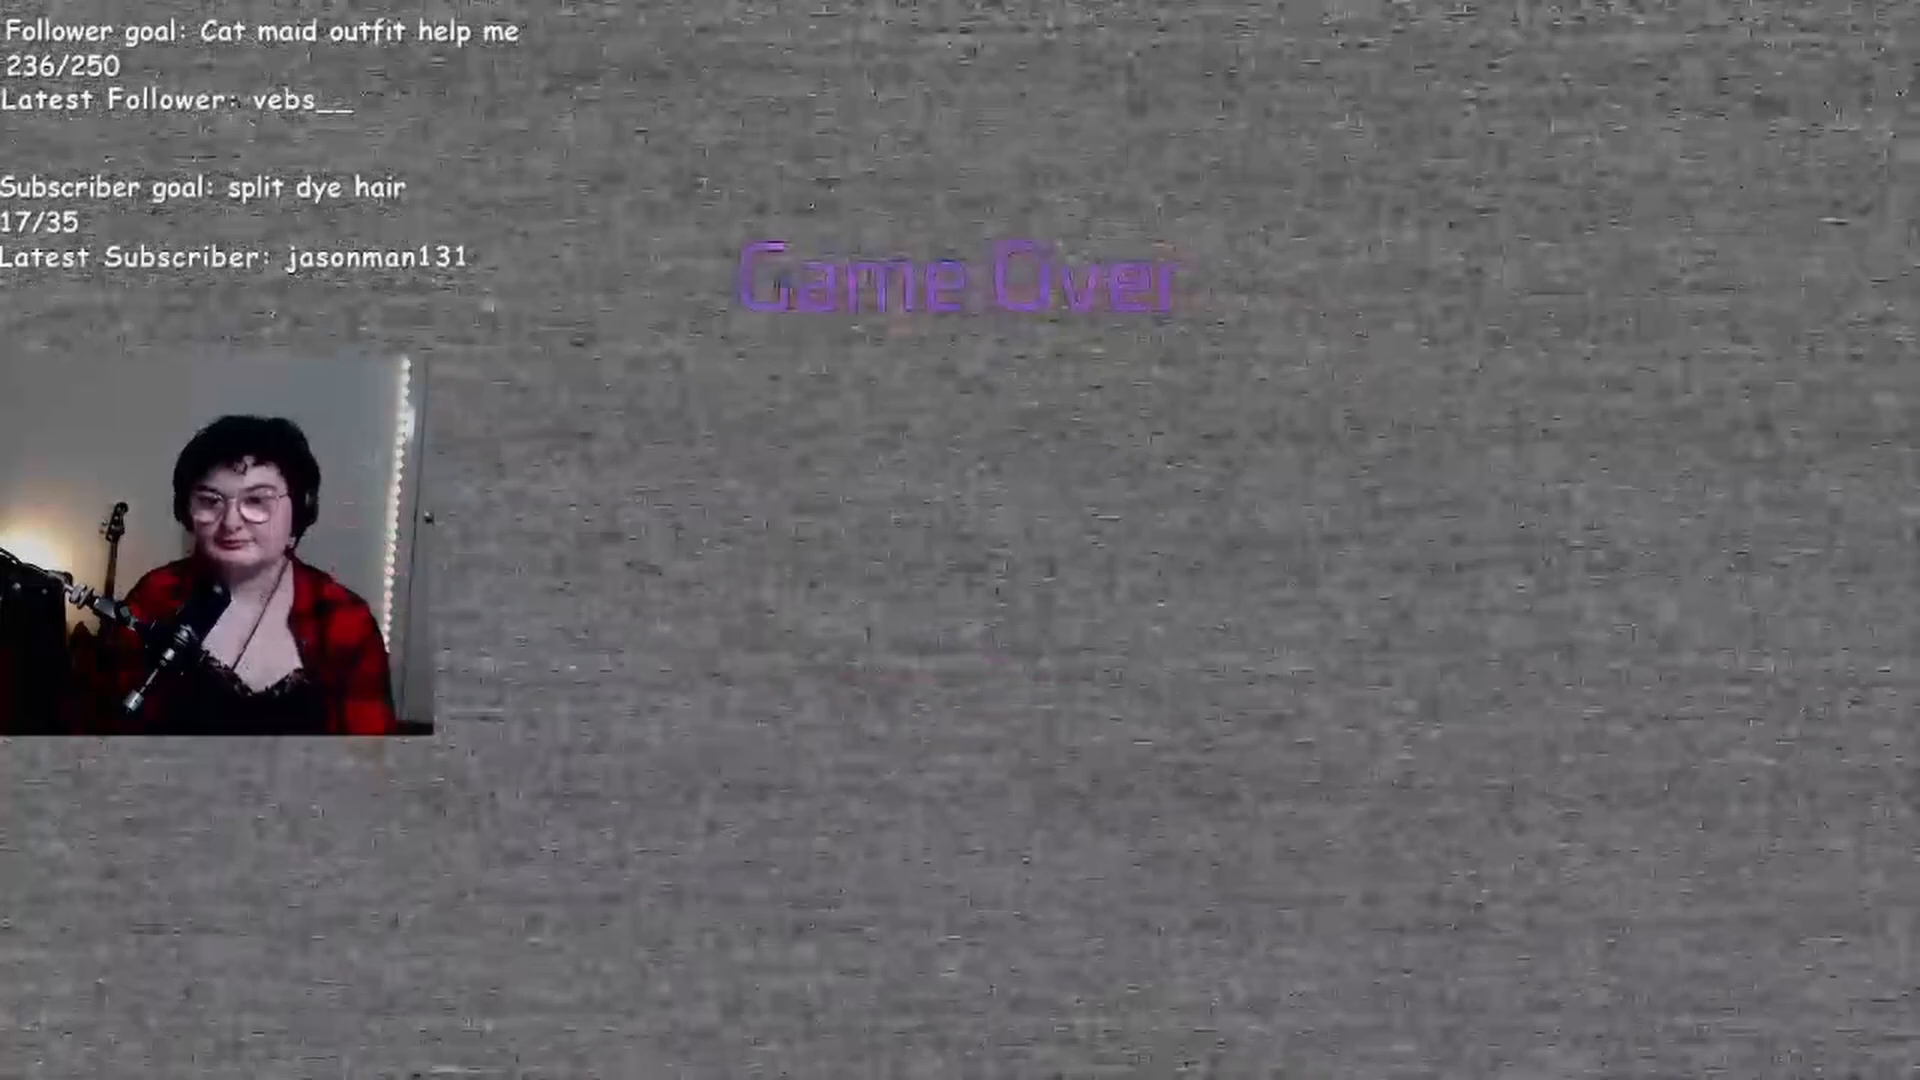 Follower goal: Cat maid outfit help me
236/250
Latest Follower: vebs__
Subscriber goal: split dye hair
17/35
Latest Subscriber: jasonman131
Game Over